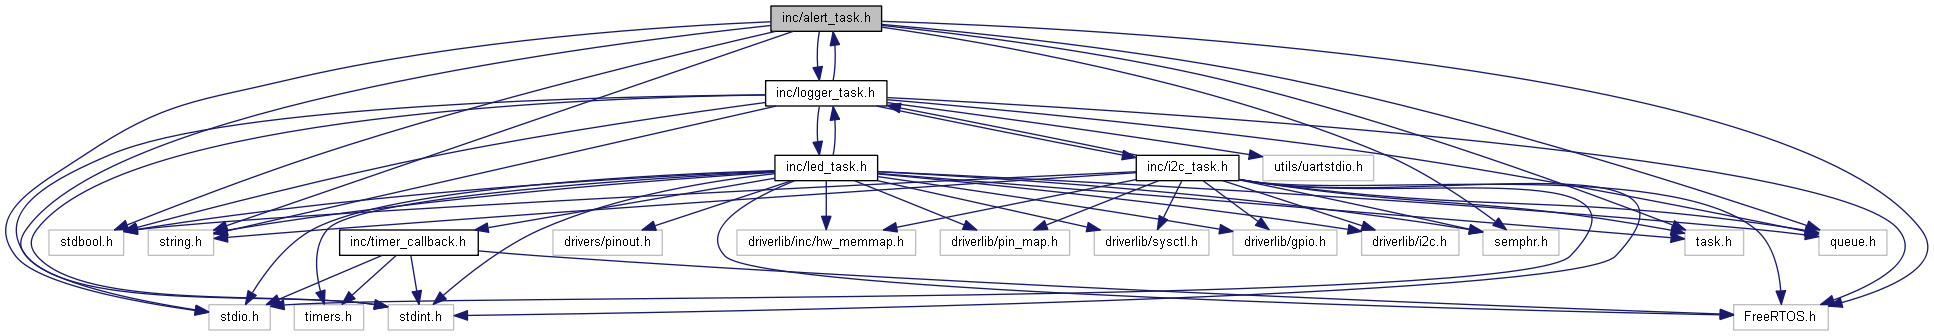 inc/alert_task.h
inc/logger_task.h
inc/led_task.h
inc/i2c_task.h
utils/uartstdio.h
stdbool.h
string.h
inc/timer_callback.h
drivers/pinout.h
driverlib/inc/hw_memmap.h
driverlib/pin_map.h
driverlib/sysctl.h
driverlib/gpio.h
driverlib/i2c.h
semphr.h
task.h
queue.h
stdio.h
timers.h
stdint.h
FreeRTOS.h